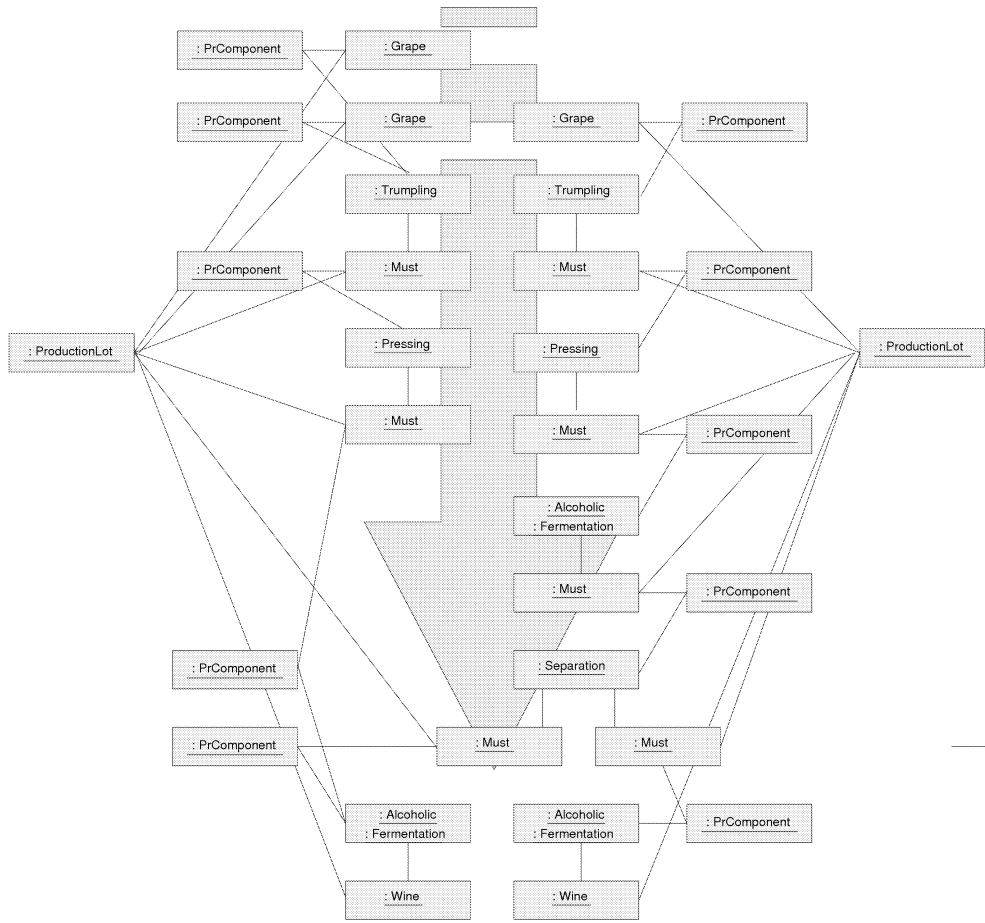 : PrComponent
: Grape
: PrComponent
: Grape
: Grape
: PrComponent
: Trumpling
: Trumpling
: PrComponent
: Must
: Must
: PrComponent
: ProductionLot
: Pressing
: Pressing
: ProductionLot
: Must
: Must
: PrComponent
: Alcoholic
: Fermentation
: Must
: PrComponent
: PrComponent
: Separation
: PrComponent
: Must
: Must
: Alcoholic
: Fermentation
: Alcoholic
: Fermentation
: PrComponent
: Wine
: Wine